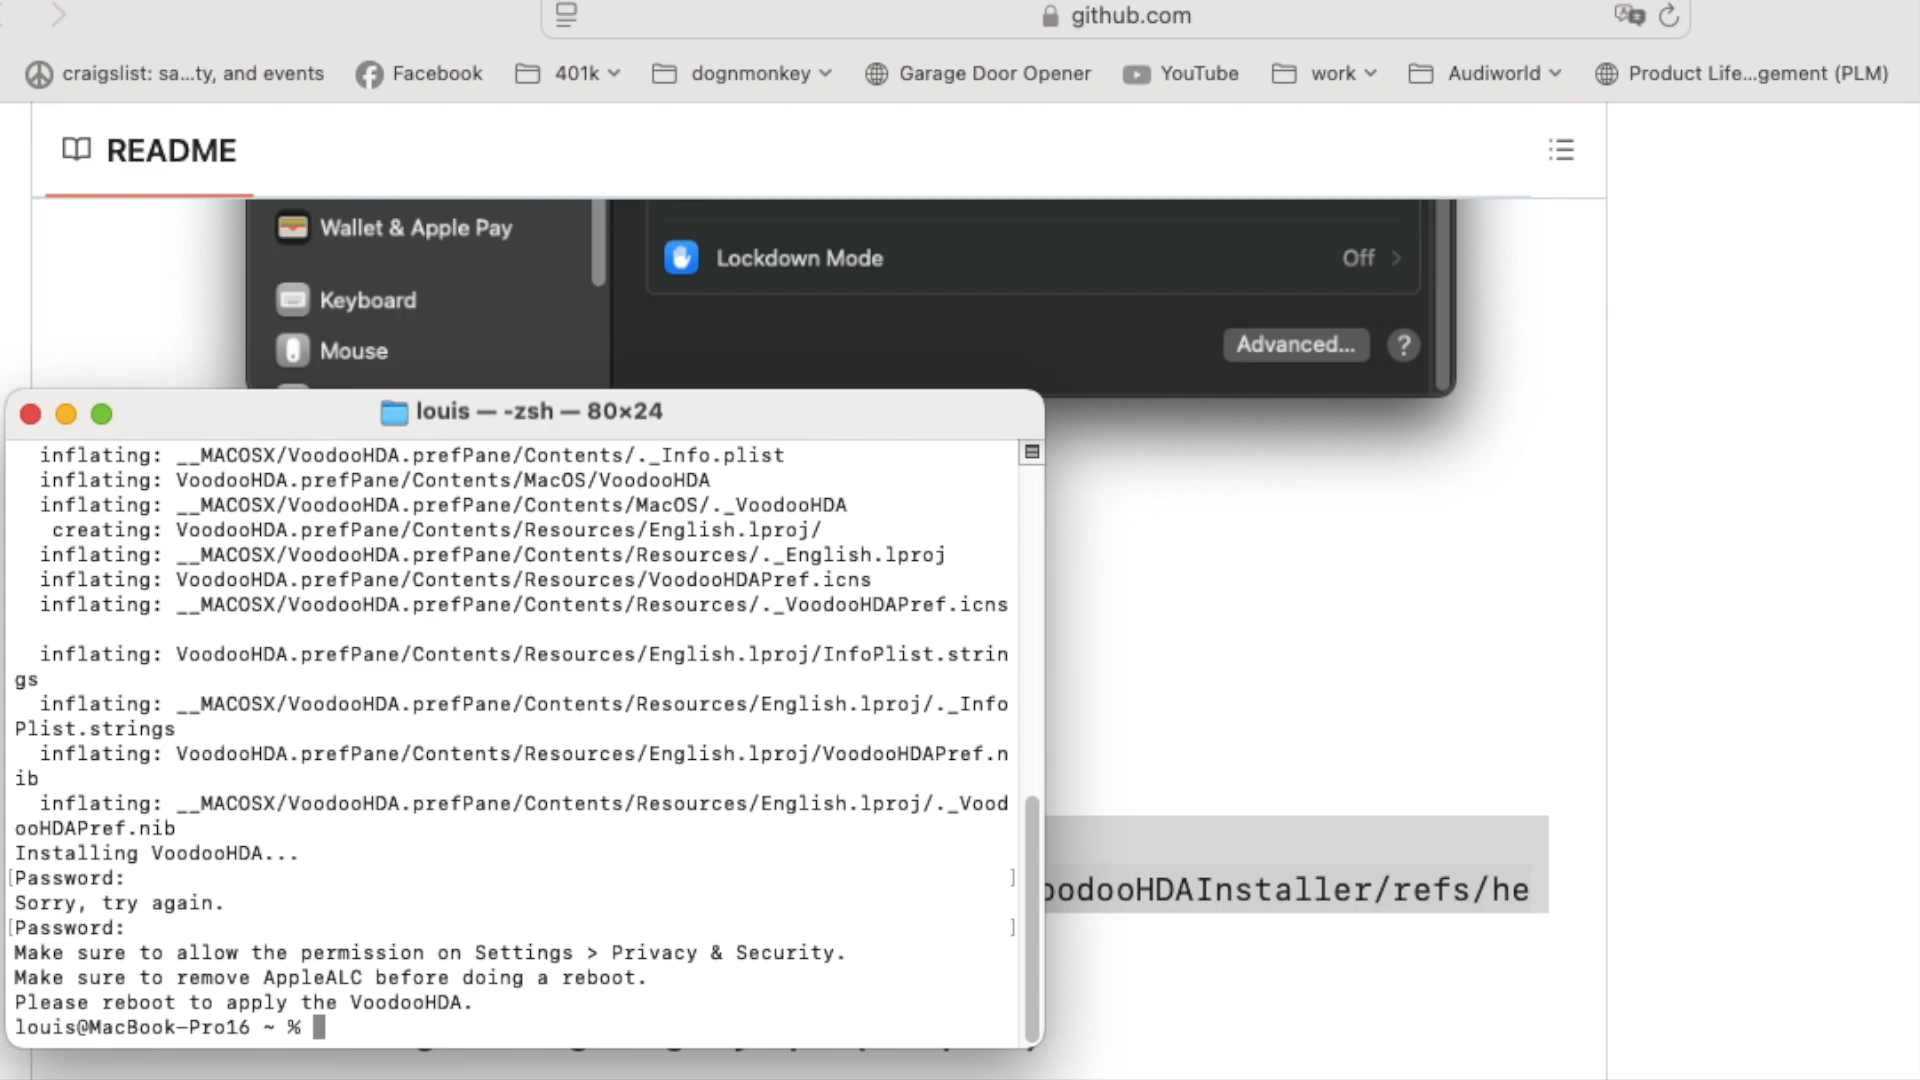 github.com
craigslist: sa...ty, and events Facebook 401k dognmonkey Garage Door Opener YouTube work Audiworld Product Life...gement (PLM)
README
Wallet & Apple Pay
Lockdown Mode Off
Keyboard
Advanced... ?
Mouse
louis — -zsh — 80×24
inflating: __MACOSX/VoodooHDA.prefPane/Contents/._Info.plist
inflating: VoodooHDA.prefPane/Contents/MacOS/VoodooHDA
inflating: __MACOSX/VoodooHDA.prefPane/Contents/MacOS/._VoodooHDA
creating: VoodooHDA.prefPane/Contents/Resources/English.lproj/
inflating: __MACOSX/VoodooHDA.prefPane/Contents/Resources/._English.lproj
inflating: VoodooHDA.prefPane/Contents/Resources/VoodooHDAPref.icns
inflating: __MACOSX/VoodooHDA.prefPane/Contents/Resources/._VoodooHDAPref.icns
inflating: VoodooHDA.prefPane/Contents/Resources/English.lproj/InfoPlist.strin
gs
inflating: __MACOSX/VoodooHDA.prefPane/Contents/Resources/English.lproj/._Info
Plist.strings
inflating: VoodooHDA.prefPane/Contents/Resources/English.lproj/VoodooHDAPref.n
ib
inflating: __MACOSX/VoodooHDA.prefPane/Contents/Resources/English.lproj/._Vood
ooHDAPref.nib
Installing VoodooHDA...
[Password: ]
Sorry, try again.
[Password: ]
Make sure to allow the permission on Settings > Privacy & Security.
Make sure to remove AppleALC before doing a reboot.
Please reboot to apply the VoodooHDA.
louis@MacBook-Pro16 ~ %
oodooHDAInstaller/refs/he